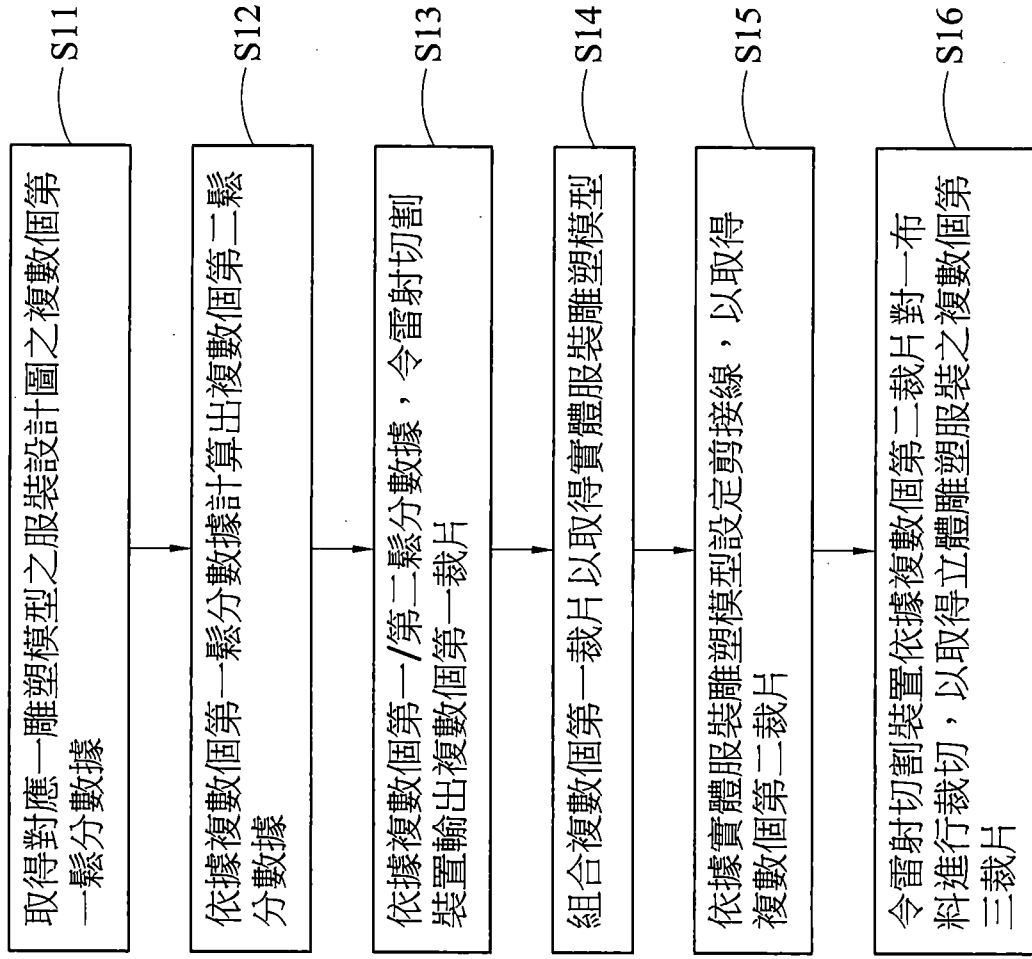 取得對應一雕塑模型之服裝設計圖之複數個第
一鬆分數據
S11
依據複數個第一鬆分數據計算出複數個第二鬆
分數據
S12
依據複數個第一/第二鬆分數據，令雷射切割
裝置輸出複數個第一裁片
S13
組合複數個第一裁片以取得實體服裝雕塑模型
S14
依據實體服裝雕塑模型設定剪接線，以取得
複數個第二裁片
S15
令雷射切割裝置依據複數個第二裁片對一布
料進行裁切，以取得立體雕塑服裝之複數個第
三裁片
S16